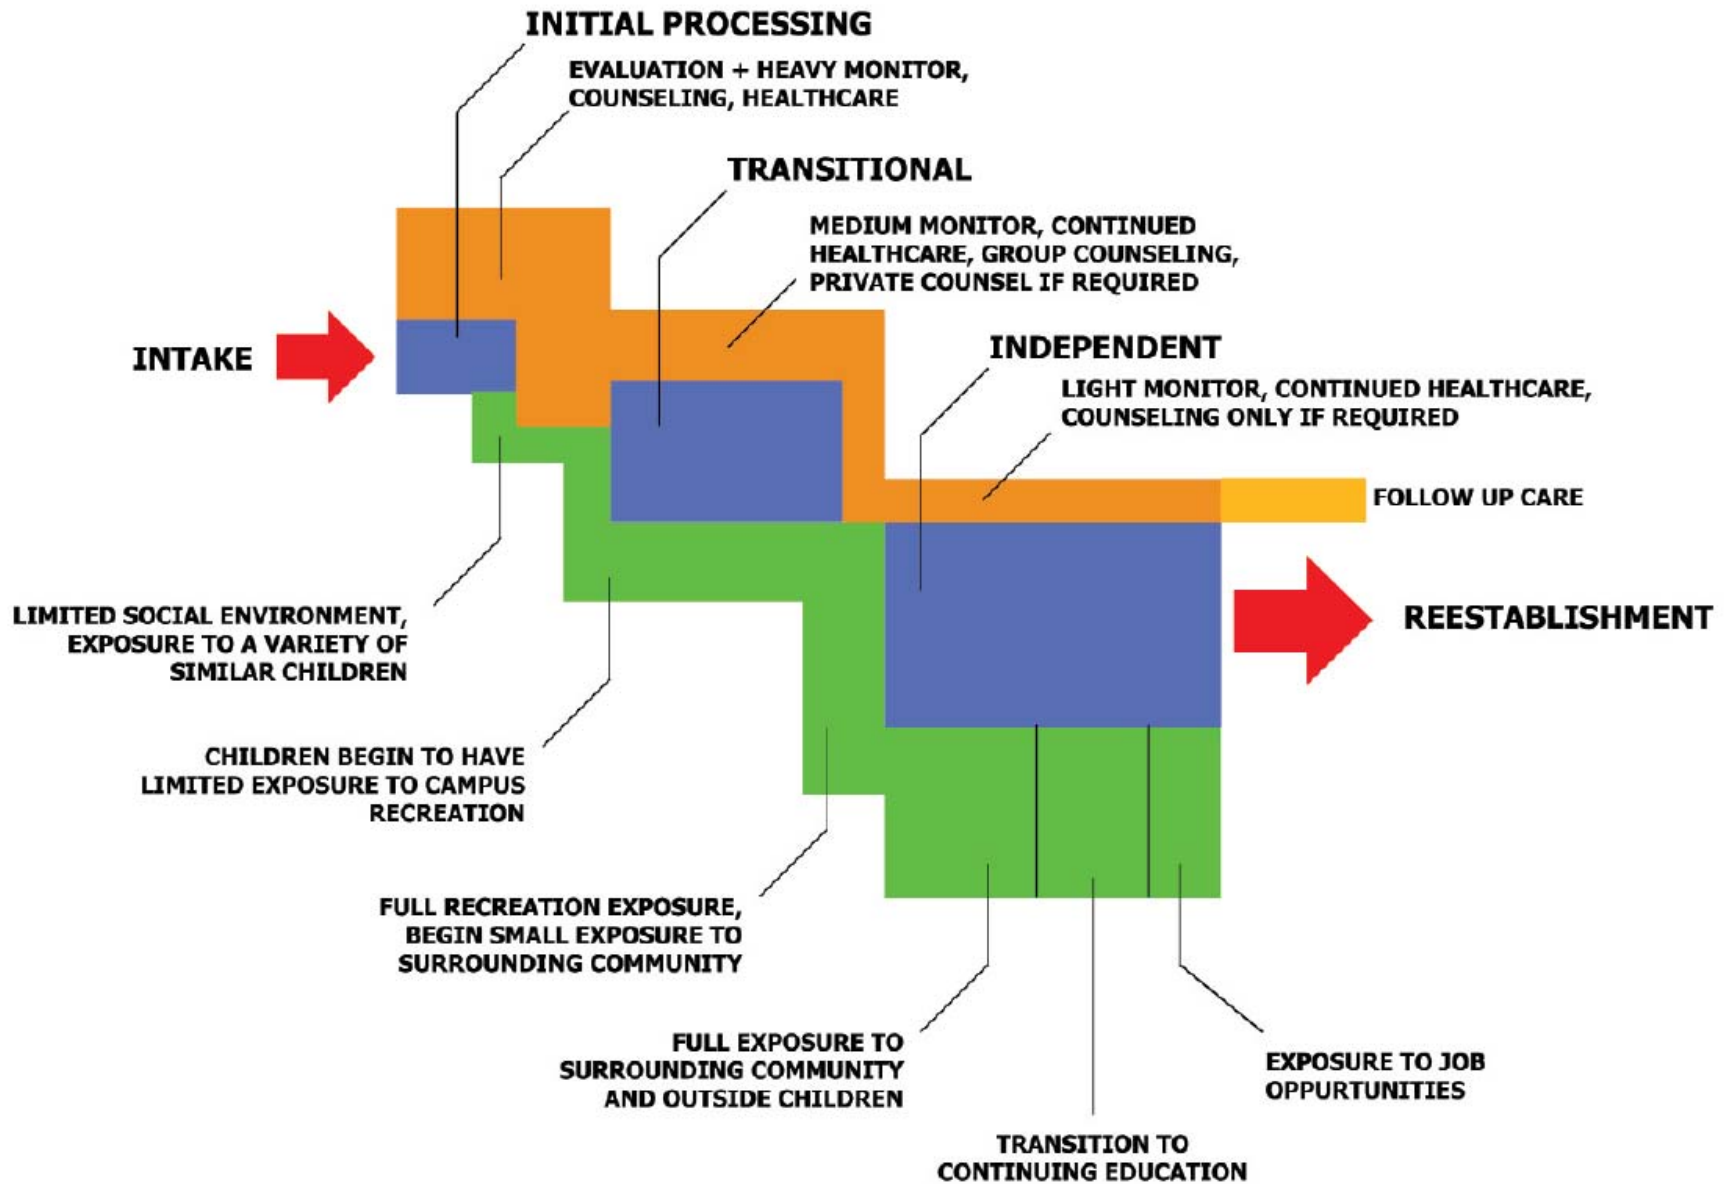 INITIAL PROCESSING
EVALUATION + HEAVY MONITOR,
COUNSELING, HEALTHCARE
TRANSITIONAL
MEDIUM MONITOR, CONTINUED
HEALTHCARE, GROUP COUNSELING,
PRIVATE COUNSEL IF REQUIRED
INTAKE
INDEPENDENT
LIGHT MONITOR, CONTINUED HEALTHCARE,
COUNSELING ONLY IF REQUIRED
FOLLOW UP CARE
LIMITED SOCIAL ENVIRONMENT,
EXPOSURE TO A VARIETY OF
SIMILAR CHILDREN
REESTABLISHMENT
CHILDREN BEGIN TO HAVE
LIMITED EXPOSURE TO CAMPUS
RECREATION
FULL RECREATION EXPOSURE,
BEGIN SMALL EXPOSURE TO
SURROUNDING COMMUNITY
FULL EXPOSURE TO
SURROUNDING COMMUNITY
AND OUTSIDE CHILDREN
EXPOSURE TO JOB
OPPURTUNITIES
TRANSITION TO
CONTINUING EDUCATION